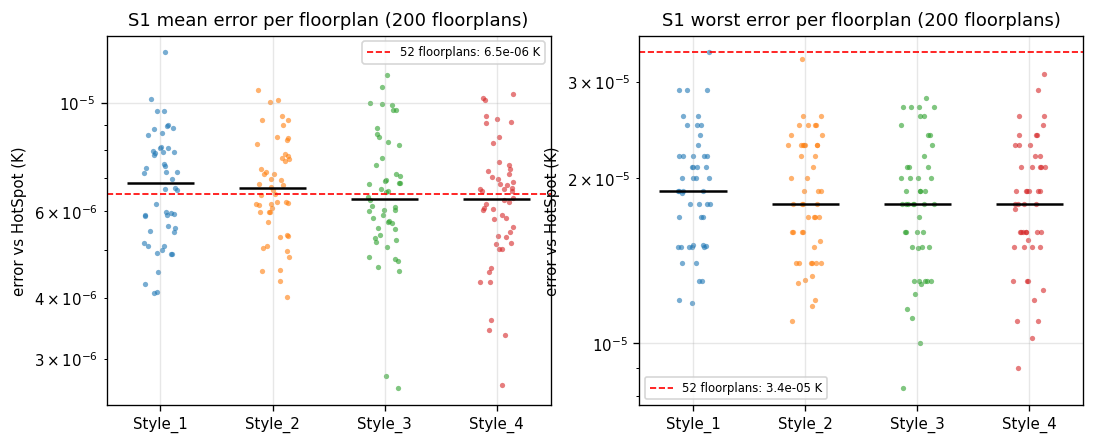 S1 mean error per floorplan (200 floorplans)
error vs HotSpot (K)
10⁻⁵
6 × 10⁻⁶
4 × 10⁻⁶
3 × 10⁻⁶
52 floorplans: 6.5e-06 K
Style_1 Style_2 Style_3 Style_4
S1 worst error per floorplan (200 floorplans)
error vs HotSpot (K)
3 × 10⁻⁵
2 × 10⁻⁵
10⁻⁵
52 floorplans: 3.4e-05 K
Style_1 Style_2 Style_3 Style_4